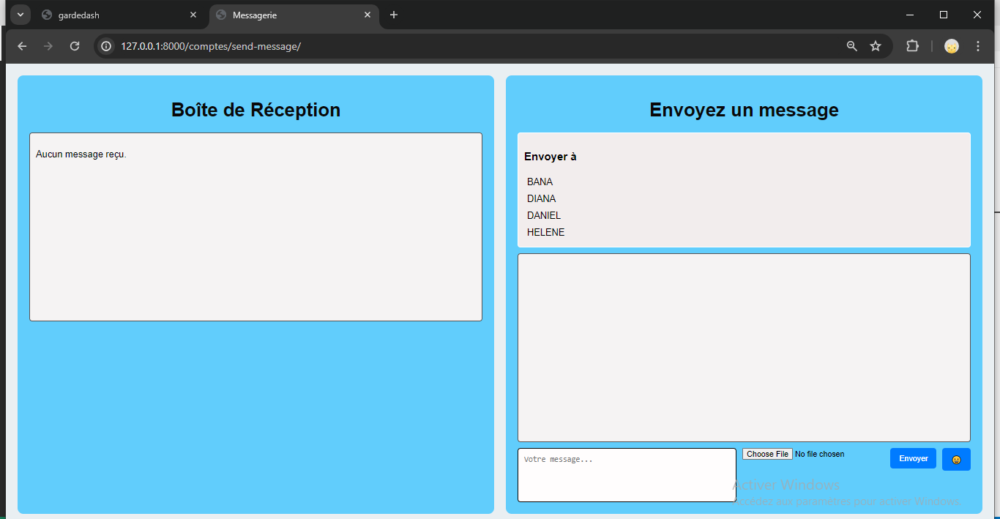 gardedash
Messagerie
127.0.0.1:8000/comptes/send-message/
Boîte de Réception
Aucun message reçu.
Envoyez un message
Envoyer à
BANA
DIANA
DANIEL
HELENE
Votre message...
Choose File No file chosen
Envoyer
Activer Windows
Accédez aux paramètres pour activer Windows.